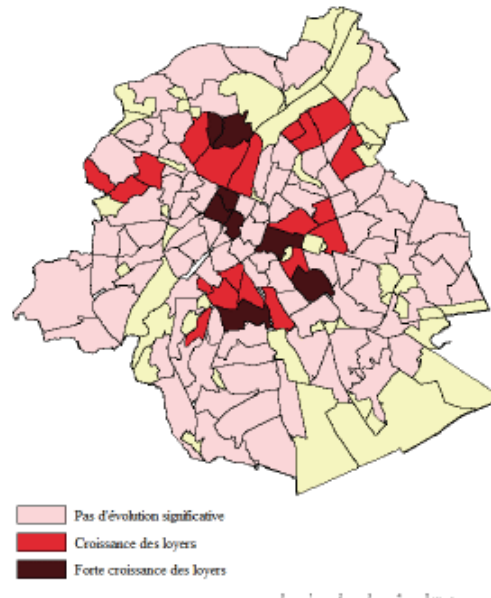 Pas d'évolution significative
Croissance des loyers
Forte croissance des loyers